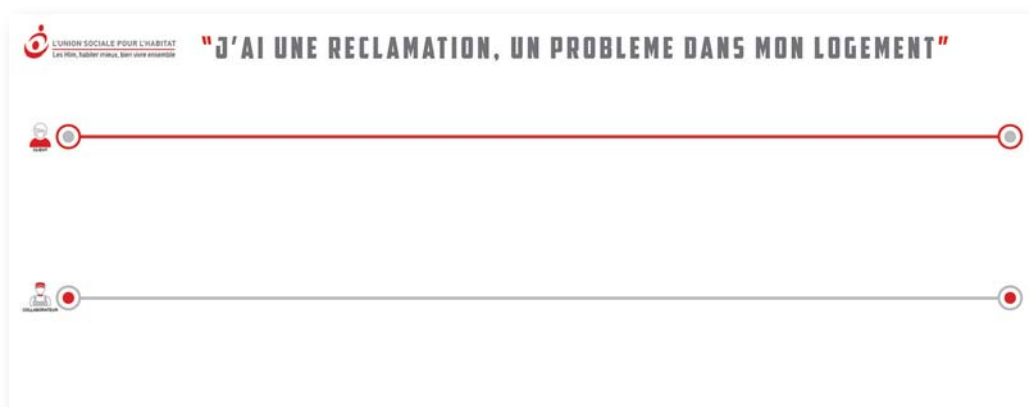 L'UNION SOCIALE POUR L'HABITAT
Les Hlm, habiter mieux, bien vivre ensemble
"J'AI UNE RECLAMATION, UN PROBLEME DANS MON LOGEMENT"
CLIENT
COLLABORATEUR